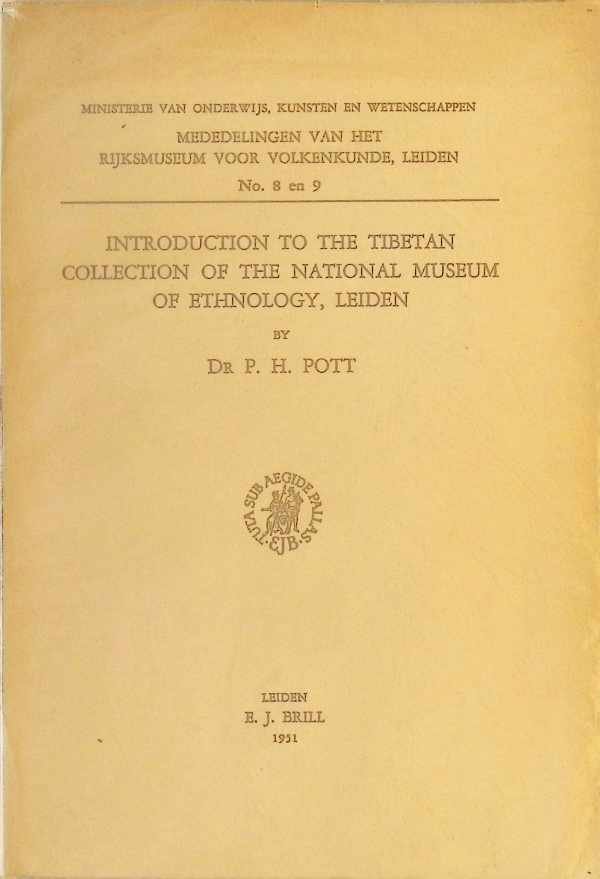 MINISTERIE VAN ONDERWIJS, KUNSTEN EN WETENSCHAPPEN
MEDEDELINGEN VAN HET
RIJKSMUSEUM VOOR VOLKENKUNDE, LEIDEN
No. 8 en 9
INTRODUCTION TO THE TIBETAN
COLLECTION OF THE NATIONAL MUSEUM
OF ETHNOLOGY, LEIDEN
BY
DR P. H. POTT
TUTA SUB AEGIDE PALLAS
EJB
LEIDEN
E. J. BRILL
1951